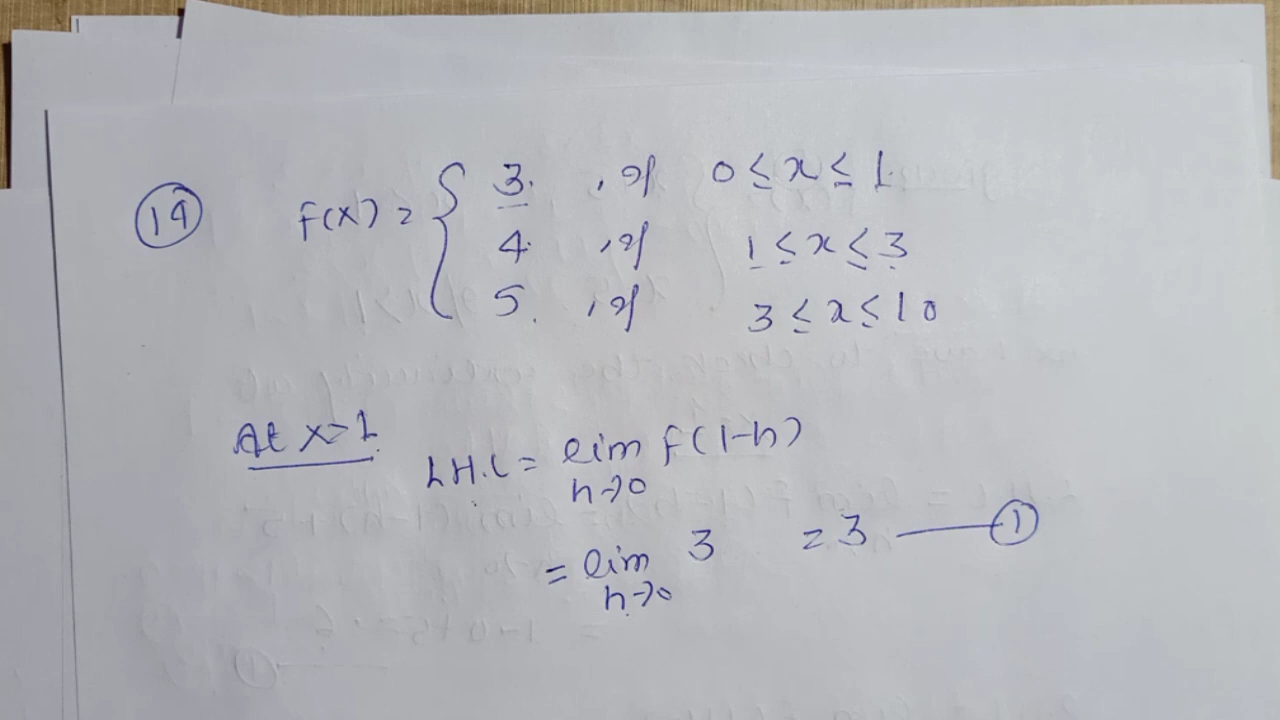 (19) f(x) = { 3 , if 0 ≤ x ≤ 1
4 , if 1 ≤ x ≤ 3
5 , if 3 ≤ x ≤ 10
At x=1
L.H.L = lim f(1-h)
h→0
= lim 3 = 3 —— (1)
h→0